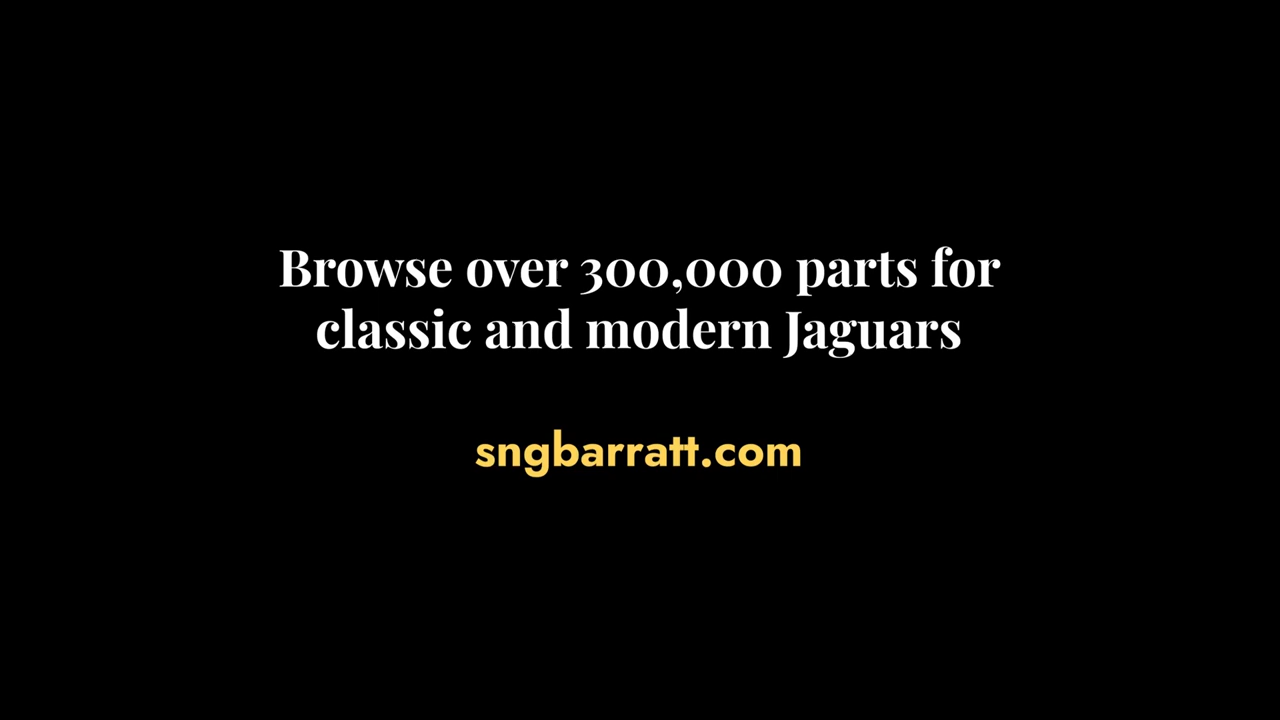 Browse over 300,000 parts for
classic and modern Jaguars
sngbarratt.com